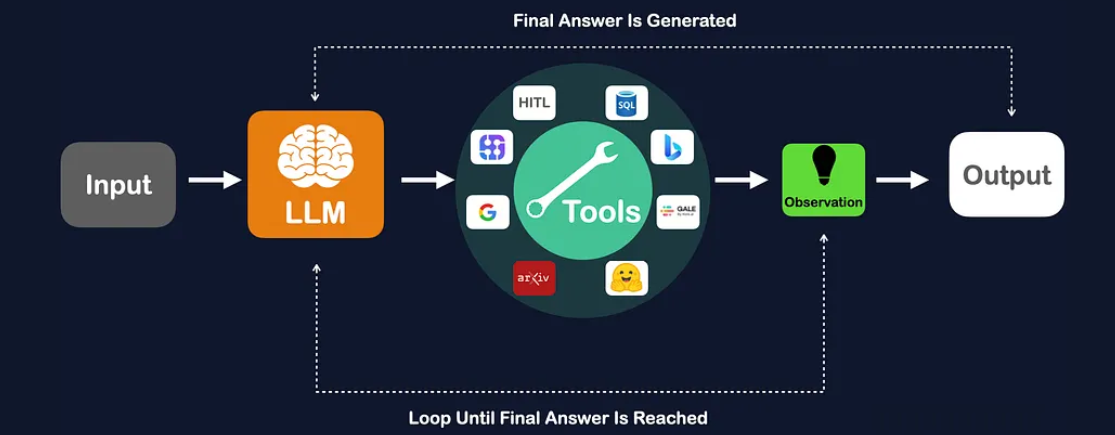 Final Answer Is Generated
HITL
SQL
Input
LLM
Tools
G
GALE
arXiv
Observation
Output
Loop Until Final Answer Is Reached